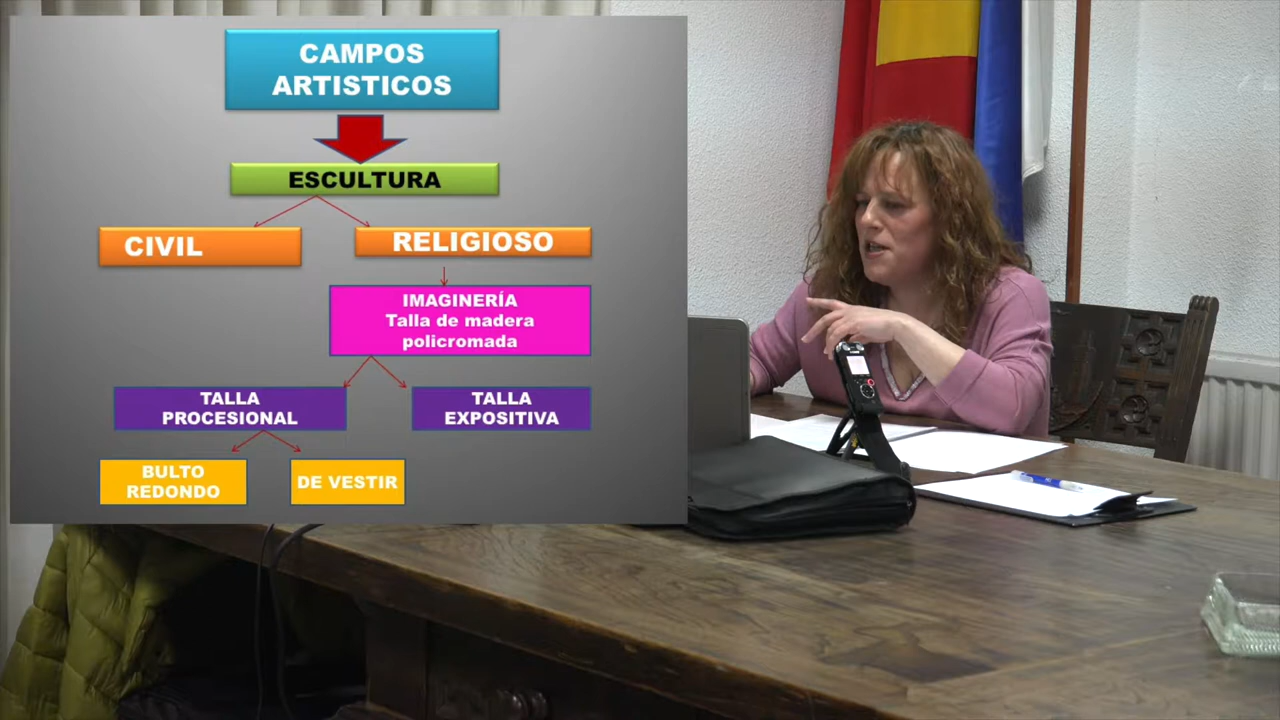 CAMPOS
ARTISTICOS
ESCULTURA
CIVIL
RELIGIOSO
IMAGINERÍA
Talla de madera
policromada
TALLA
PROCESIONAL
TALLA
EXPOSITIVA
BULTO
REDONDO
DE VESTIR